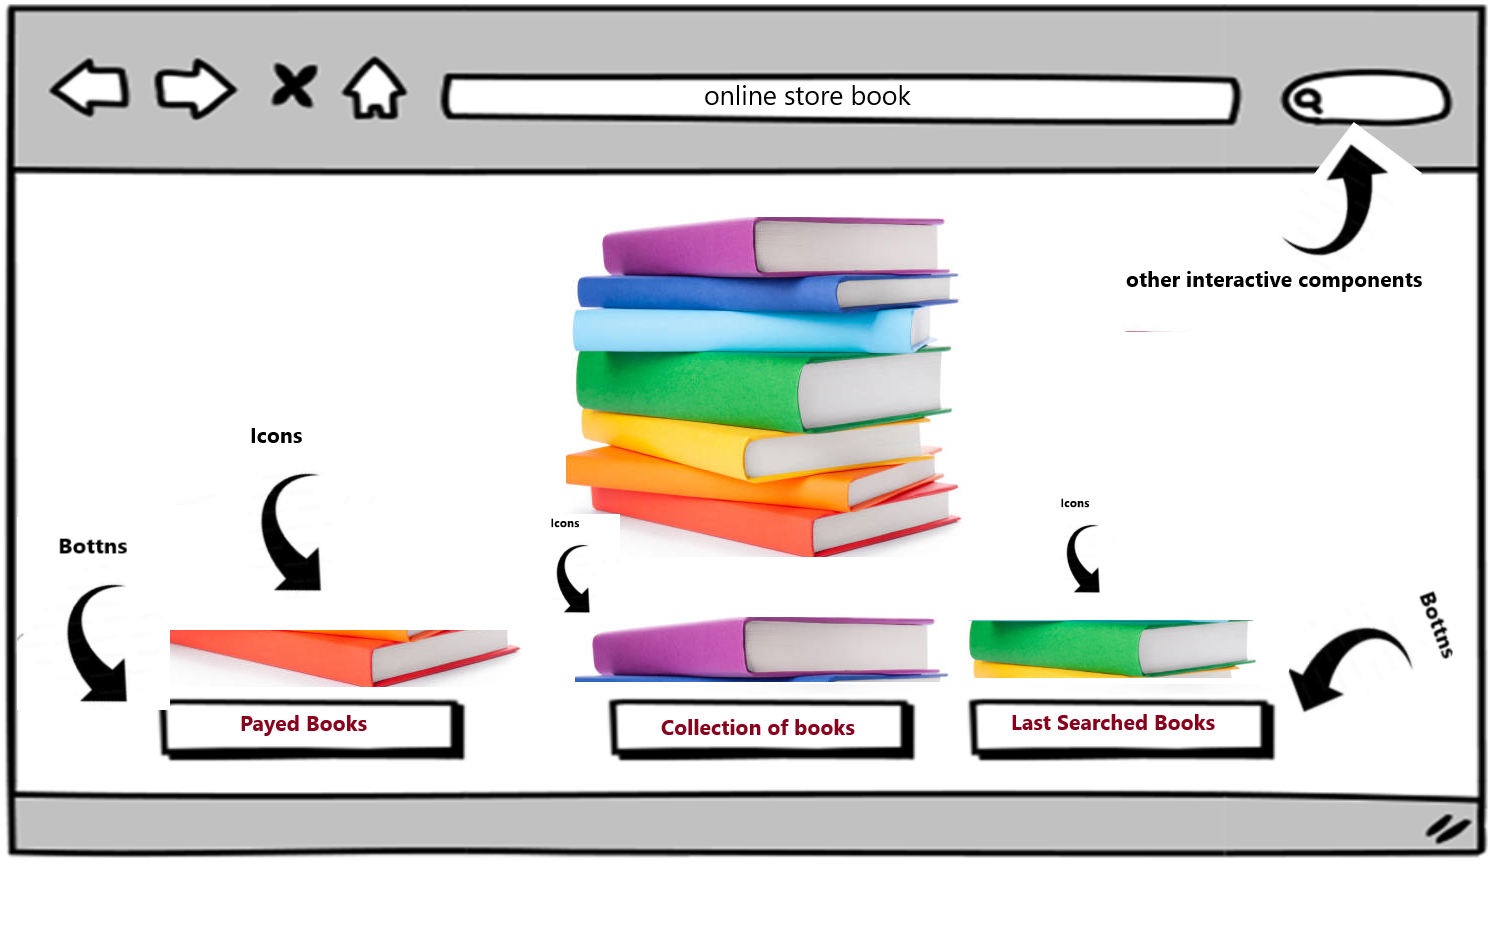 online store book
other interactive components
Icons
Icons
Icons
Bottns
Bottns
Payed Books
Collection of books
Last Searched Books